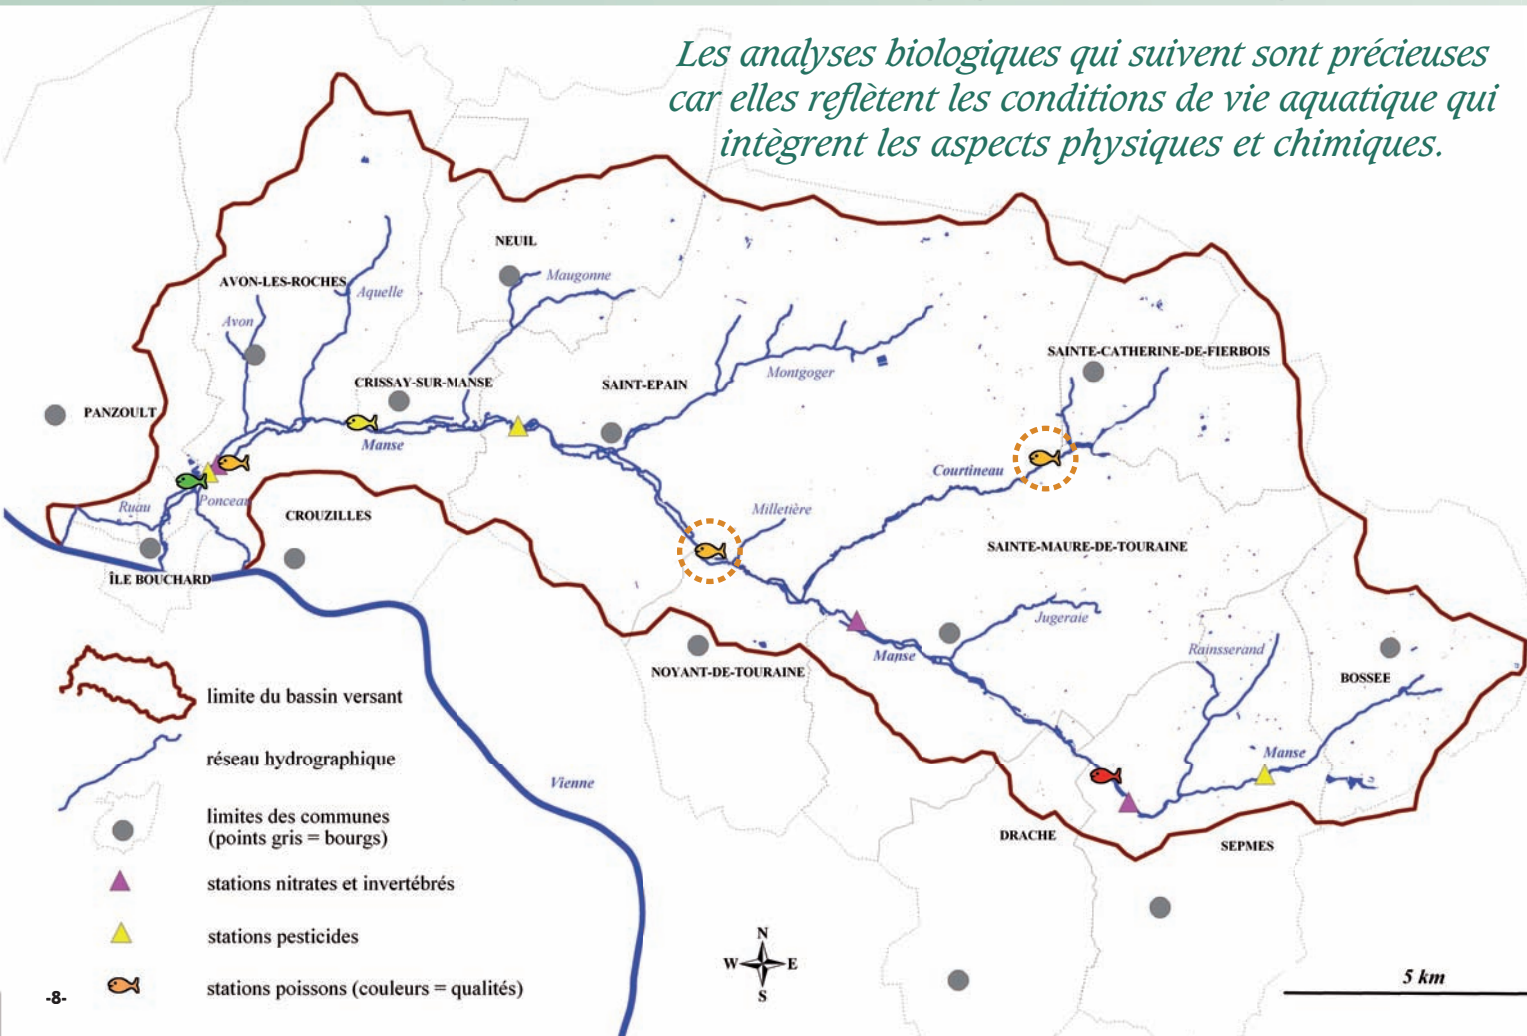 Les analyses biologiques qui suivent sont précieuses
car elles reflètent les conditions de vie aquatique qui
intègrent les aspects physiques et chimiques.
NEUIL
Maugonne
AVON-LES-ROCHES
Aquelle
Avon
SAINTE-CATHERINE-DE-FIERBOIS
CRISSAY-SUR-MANSE
SAINT-EPAIN
Montgoger
PANZOULT
Manse
Courtineau
Ruau
Ponceau
CROUZILLES
Milletière
SAINTE-MAURE-DE-TOURAINE
ÎLE BOUCHARD
Jugeraie
Manse
Rainsserand
NOYANT-DE-TOURAINE
BOSSEE
limite du bassin versant
réseau hydrographique
Manse
Vienne
limites des communes
(points gris = bourgs)
DRACHE
SEPMES
stations nitrates et invertébrés
stations pesticides
stations poissons (couleurs = qualités)
N
W
E
S
5 km
-8-